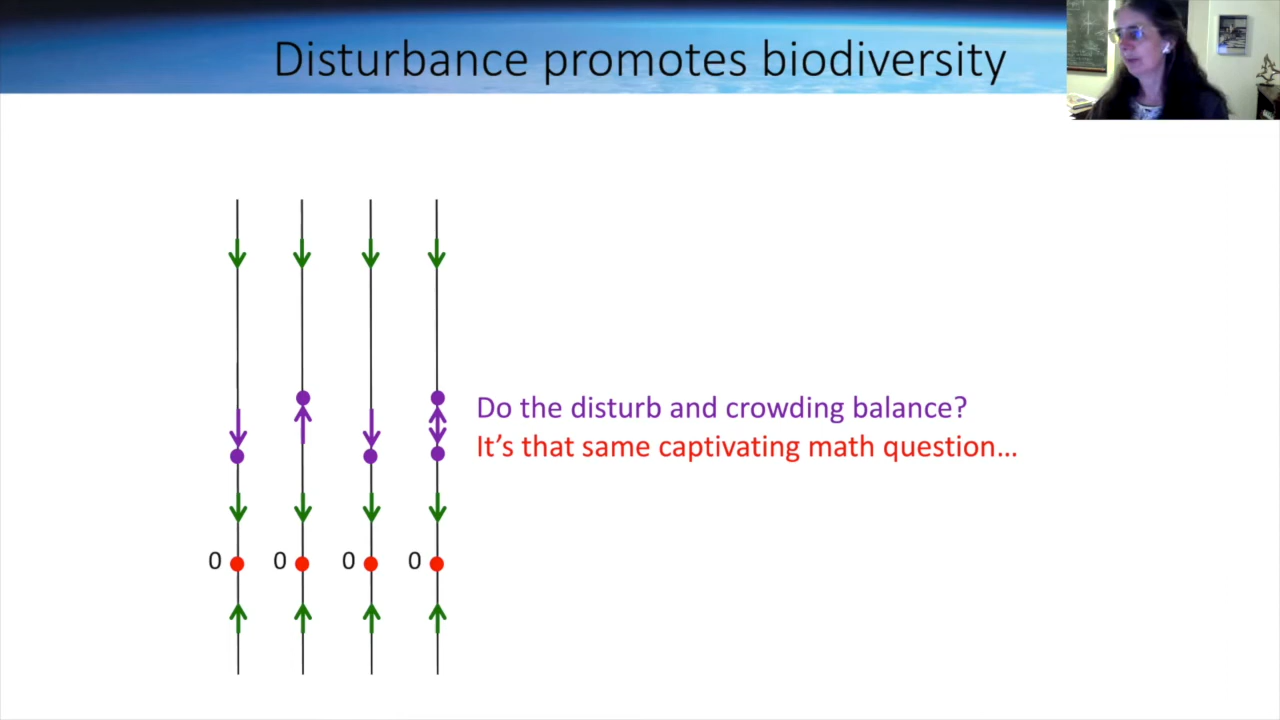 Disturbance promotes biodiversity
Do the disturb and crowding balance?
It's that same captivating math question…
0 0 0 0